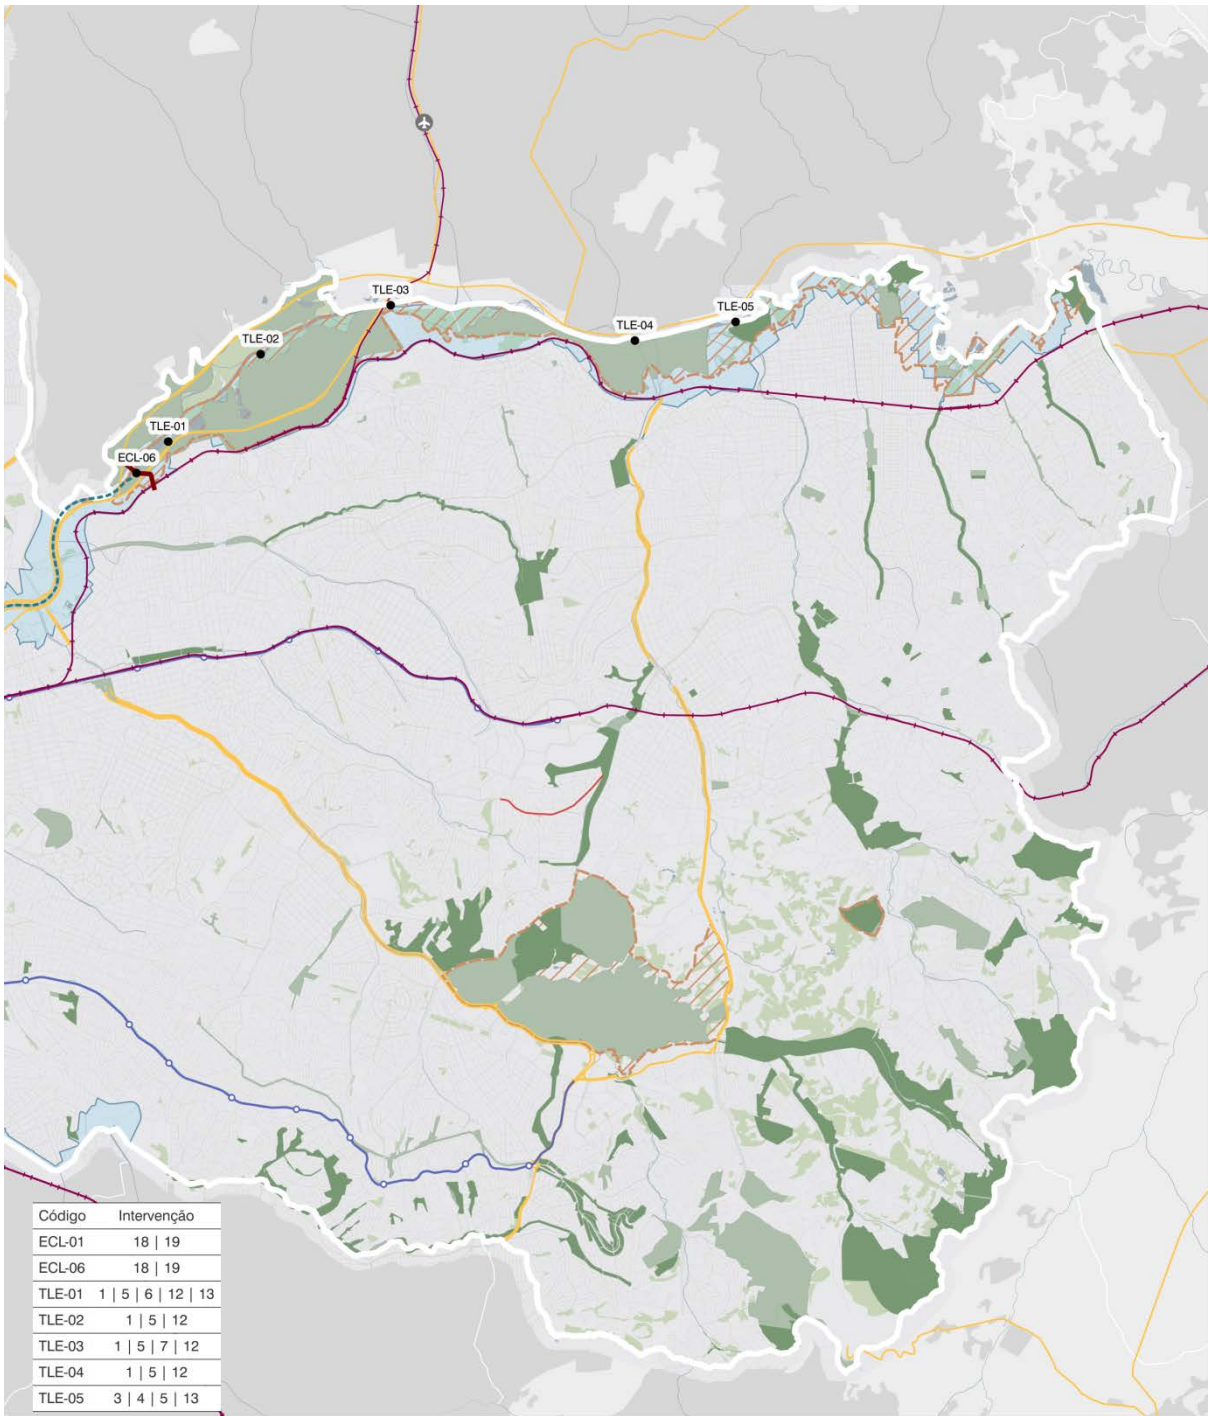 TLE-03
TLE-05
TLE-04
TLE-02
TLE-01
ECL-06
Código Intervenção
ECL-01 18 | 19
ECL-06 18 | 19
TLE-01 1 | 5 | 6 | 12 | 13
TLE-02 1 | 5 | 12
TLE-03 1 | 5 | 7 | 12
TLE-04 1 | 5 | 12
TLE-05 3 | 4 | 5 | 13